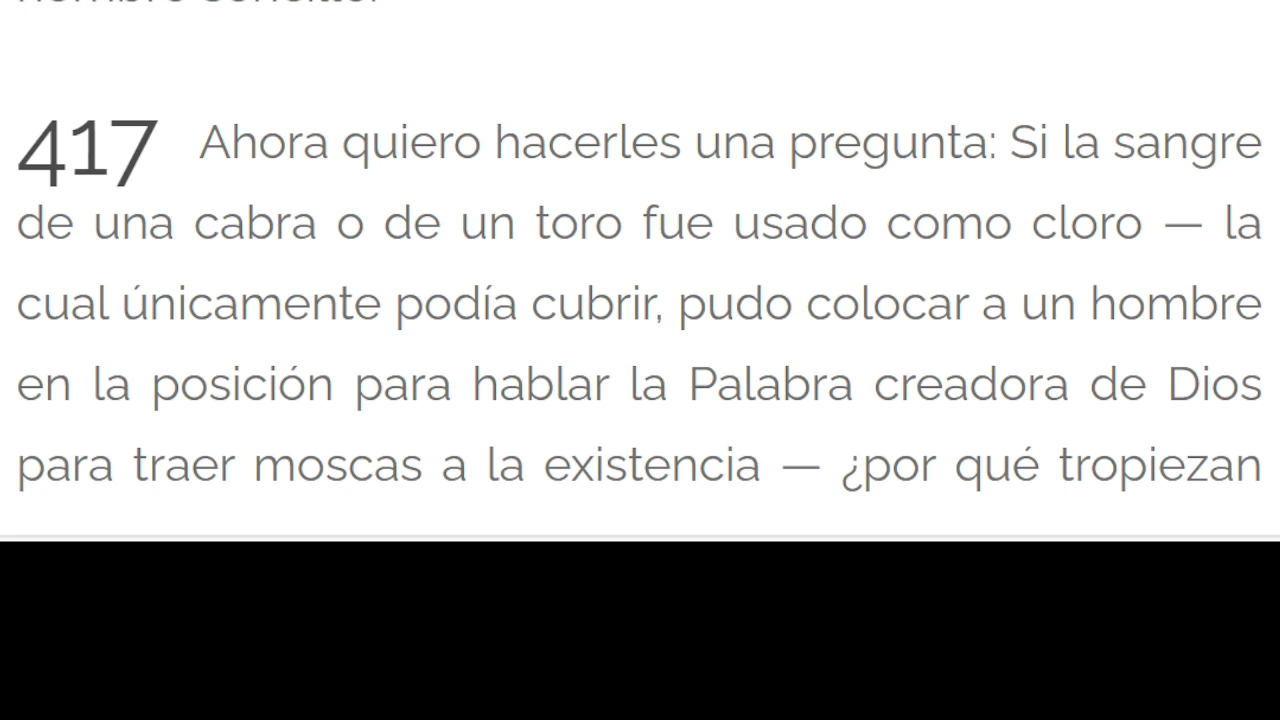 417 Ahora quiero hacerles una pregunta: Si la sangre
de una cabra o de un toro fue usado como cloro — la
cual únicamente podía cubrir, pudo colocar a un hombre
en la posición para hablar la Palabra creadora de Dios
para traer moscas a la existencia — ¿por qué tropiezan